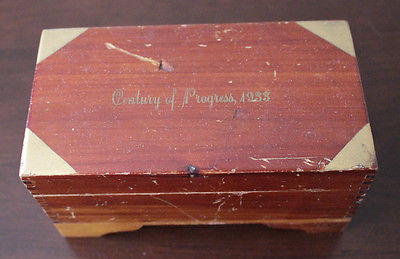 Century of Progress, 1933